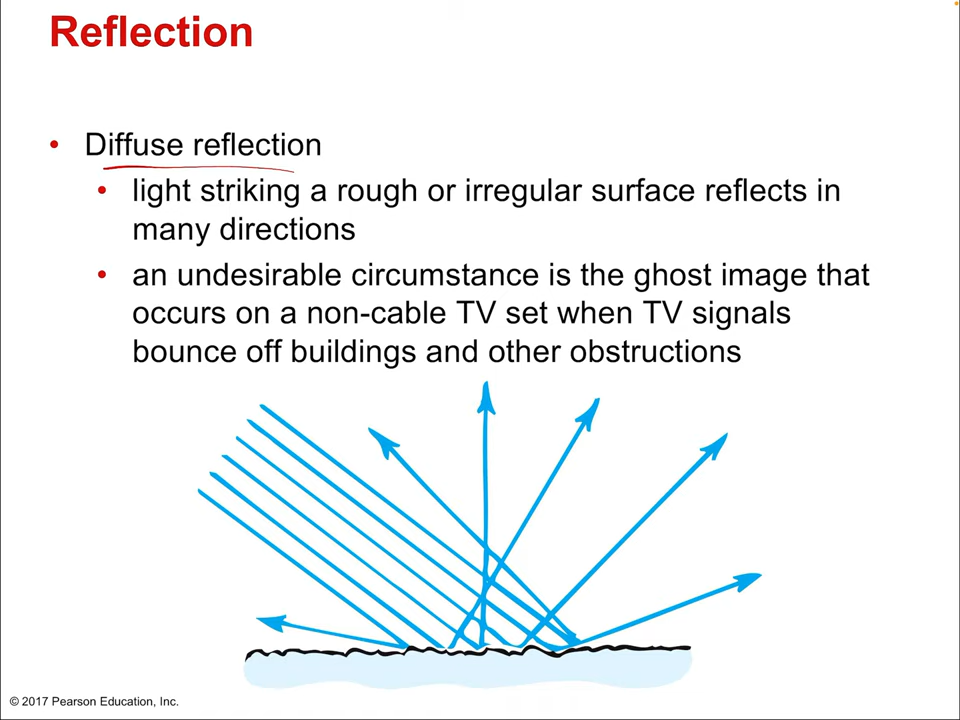 Reflection
• Diffuse reflection
• light striking a rough or irregular surface reflects in
many directions
• an undesirable circumstance is the ghost image that
occurs on a non-cable TV set when TV signals
bounce off buildings and other obstructions
© 2017 Pearson Education, Inc.